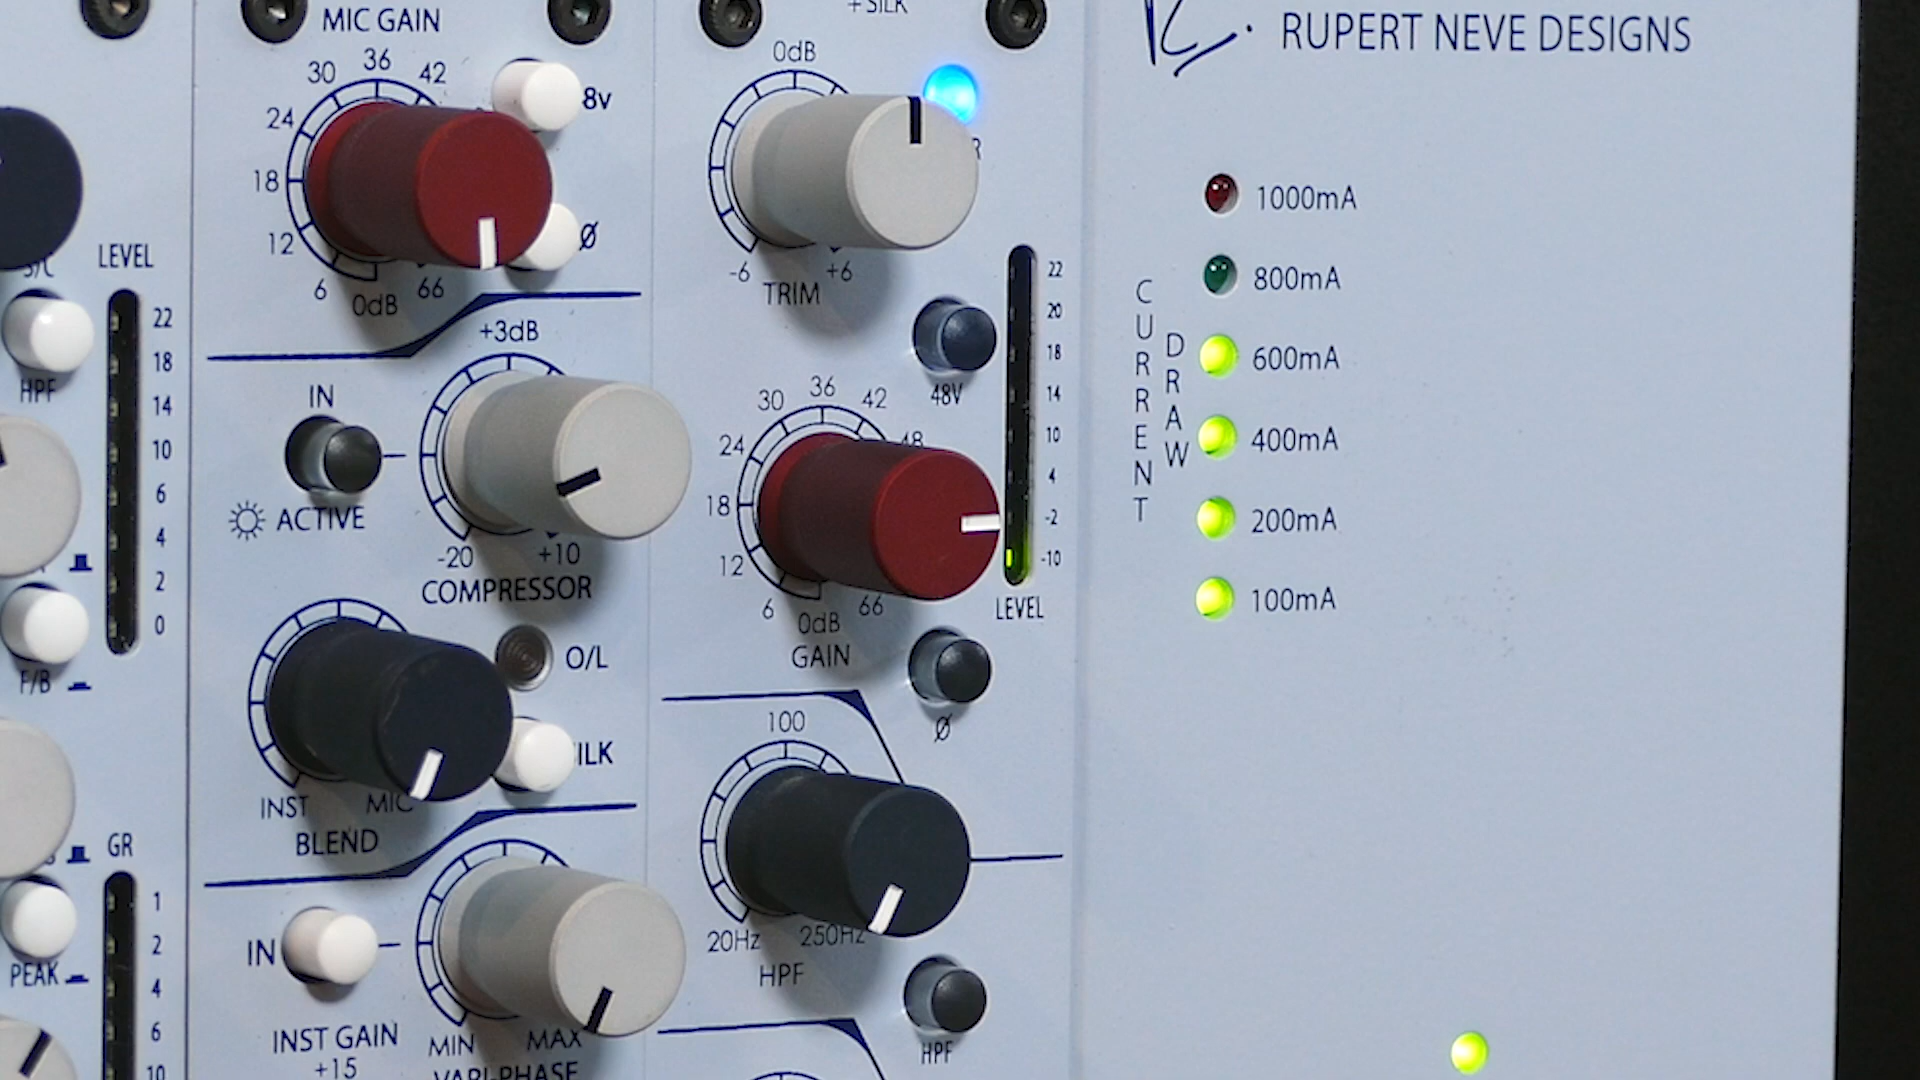 LEVEL
22
18
14
10
6
4
2
0
HPF
F/B
GR
1
2
4
6
10
PEAK
MIC GAIN
30
36
42
24
18
12
6
0dB
66
8v
Ø
+3dB
IN
ACTIVE
-20
+10
COMPRESSOR
O/L
ILK
INST
MIC
BLEND
IN
INST GAIN
+15
MIN
MAX
VARI-PHASE
+SILK
0dB
-6
+6
TRIM
R
48V
22
20
18
14
10
4
-2
-10
LEVEL
30
36
42
24
48
18
12
6
0dB
66
GAIN
Ø
100
20Hz
250Hz
HPF
HPF
RUPERT NEVE DESIGNS
CURRENT
DRAW
1000mA
800mA
600mA
400mA
200mA
100mA